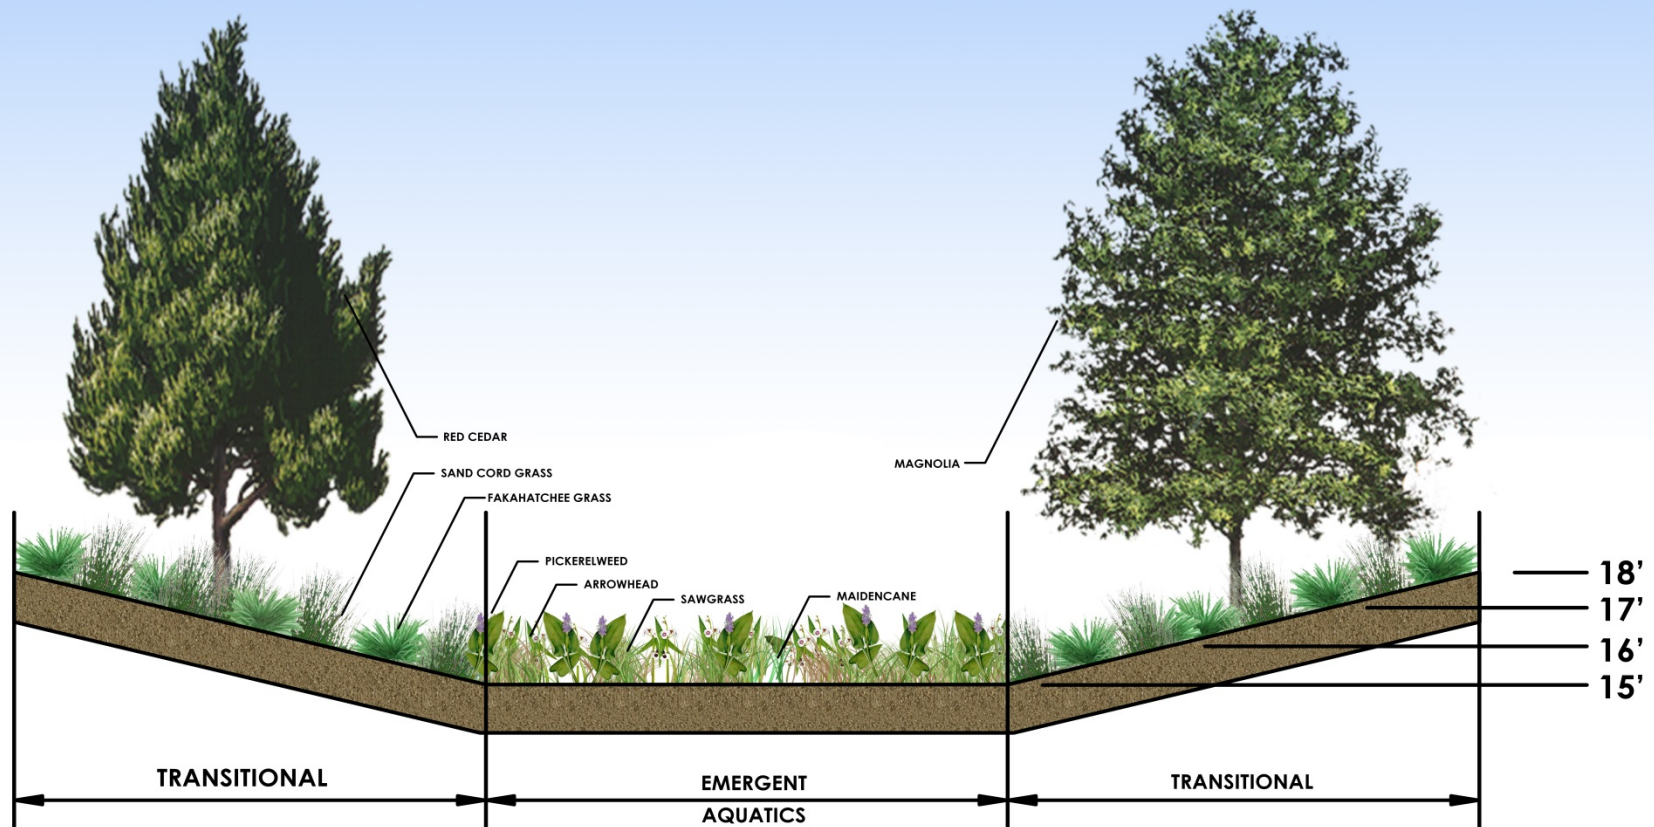 RED CEDAR
SAND CORD GRASS
FAKAHATCHEE GRASS
MAGNOLIA
PICKERELWEED
ARROWHEAD
SAWGRASS
MAIDENCANE
18'
17'
16'
15'
TRANSITIONAL
EMERGENT
AQUATICS
TRANSITIONAL